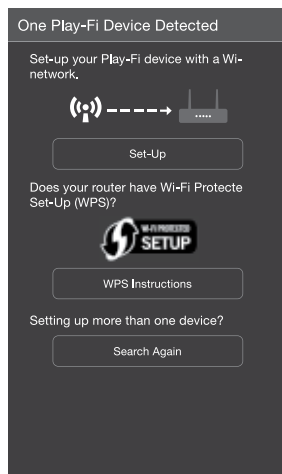 One Play-Fi Device Detected
Set-up your Play-Fi device with a Wi-
network.
Set-Up
Does your router have Wi-Fi Protecte
Set-Up (WPS)?
WI-FI PROTECTED
SETUP
WPS Instructions
Setting up more than one device?
Search Again